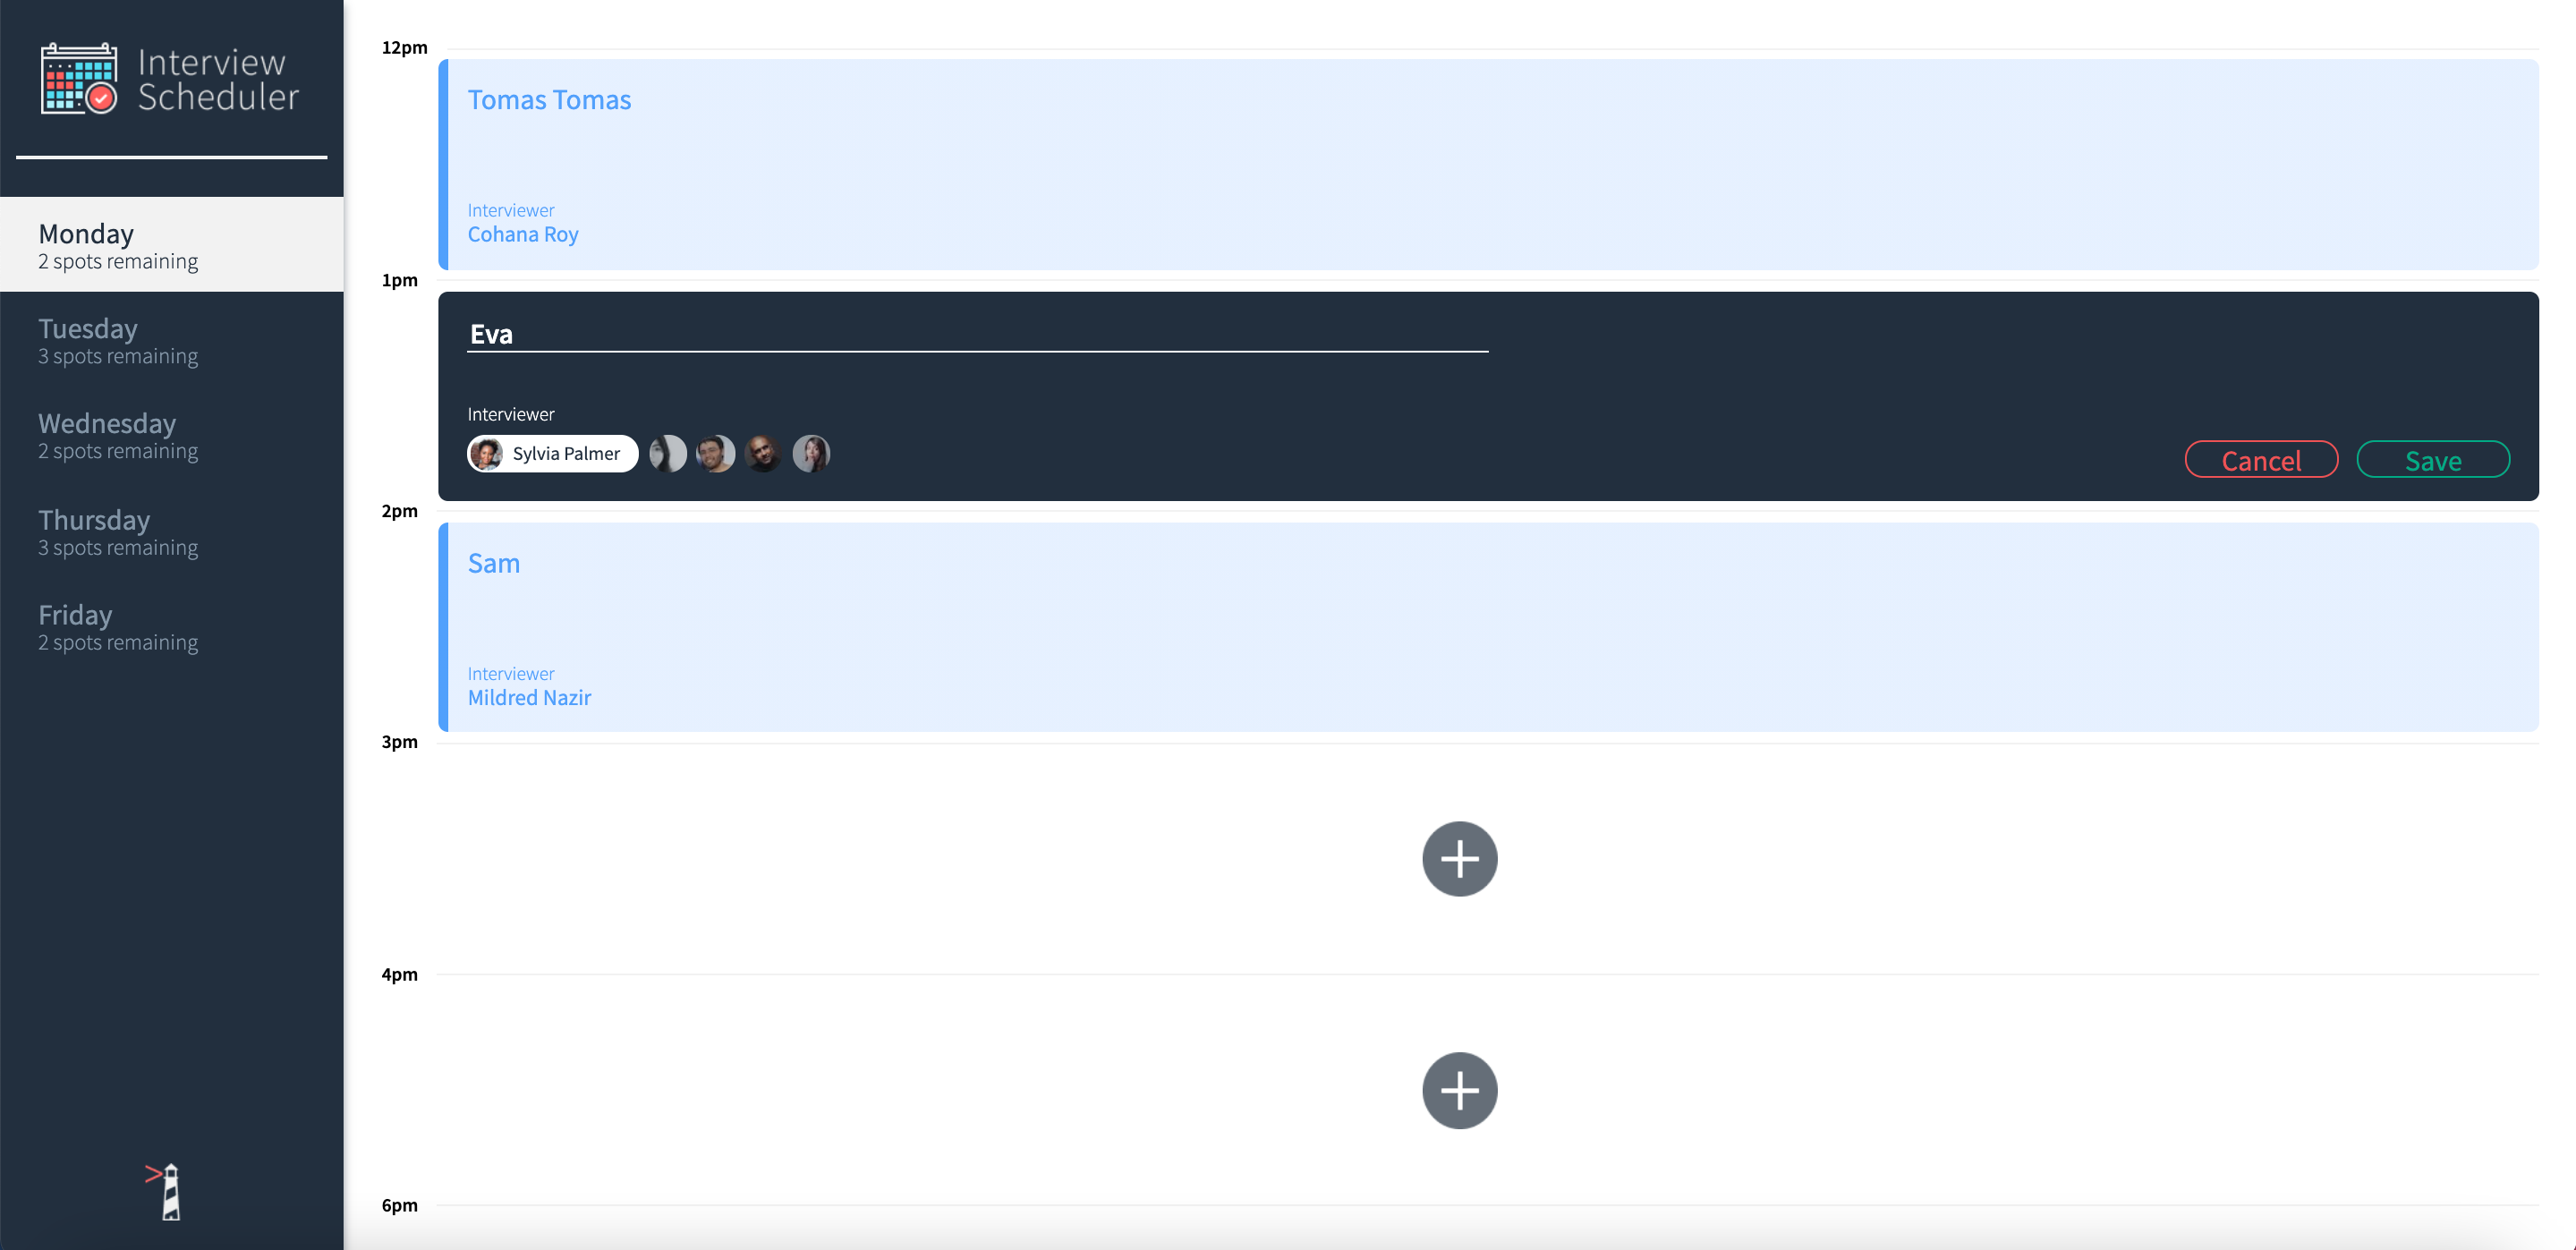 Interview
Scheduler
Monday
2 spots remaining
Tuesday
3 spots remaining
Wednesday
2 spots remaining
Thursday
3 spots remaining
Friday
2 spots remaining
12pm
Tomas Tomas
Interviewer
Cohana Roy
1pm
Eva
Interviewer
Sylvia Palmer
Cancel
Save
2pm
Sam
Interviewer
Mildred Nazir
3pm
4pm
6pm